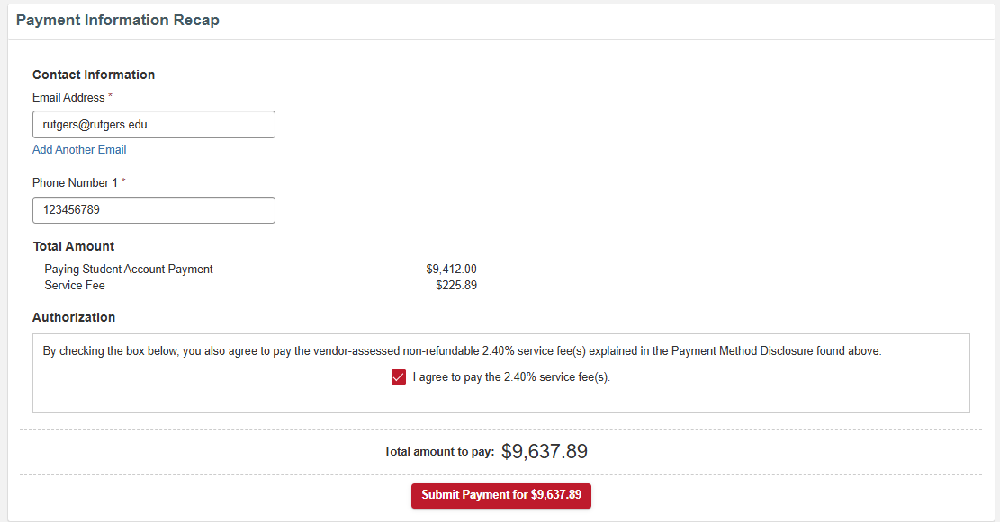 Payment Information Recap
Contact Information
Email Address *
rutgers@rutgers.edu
Add Another Email
Phone Number 1 *
123456789
Total Amount
Paying Student Account Payment $9,412.00
Service Fee $225.89
Authorization
By checking the box below, you also agree to pay the vendor-assessed non-refundable 2.40% service fee(s) explained in the Payment Method Disclosure found above.
I agree to pay the 2.40% service fee(s).
Total amount to pay: $9,637.89
Submit Payment for $9,637.89